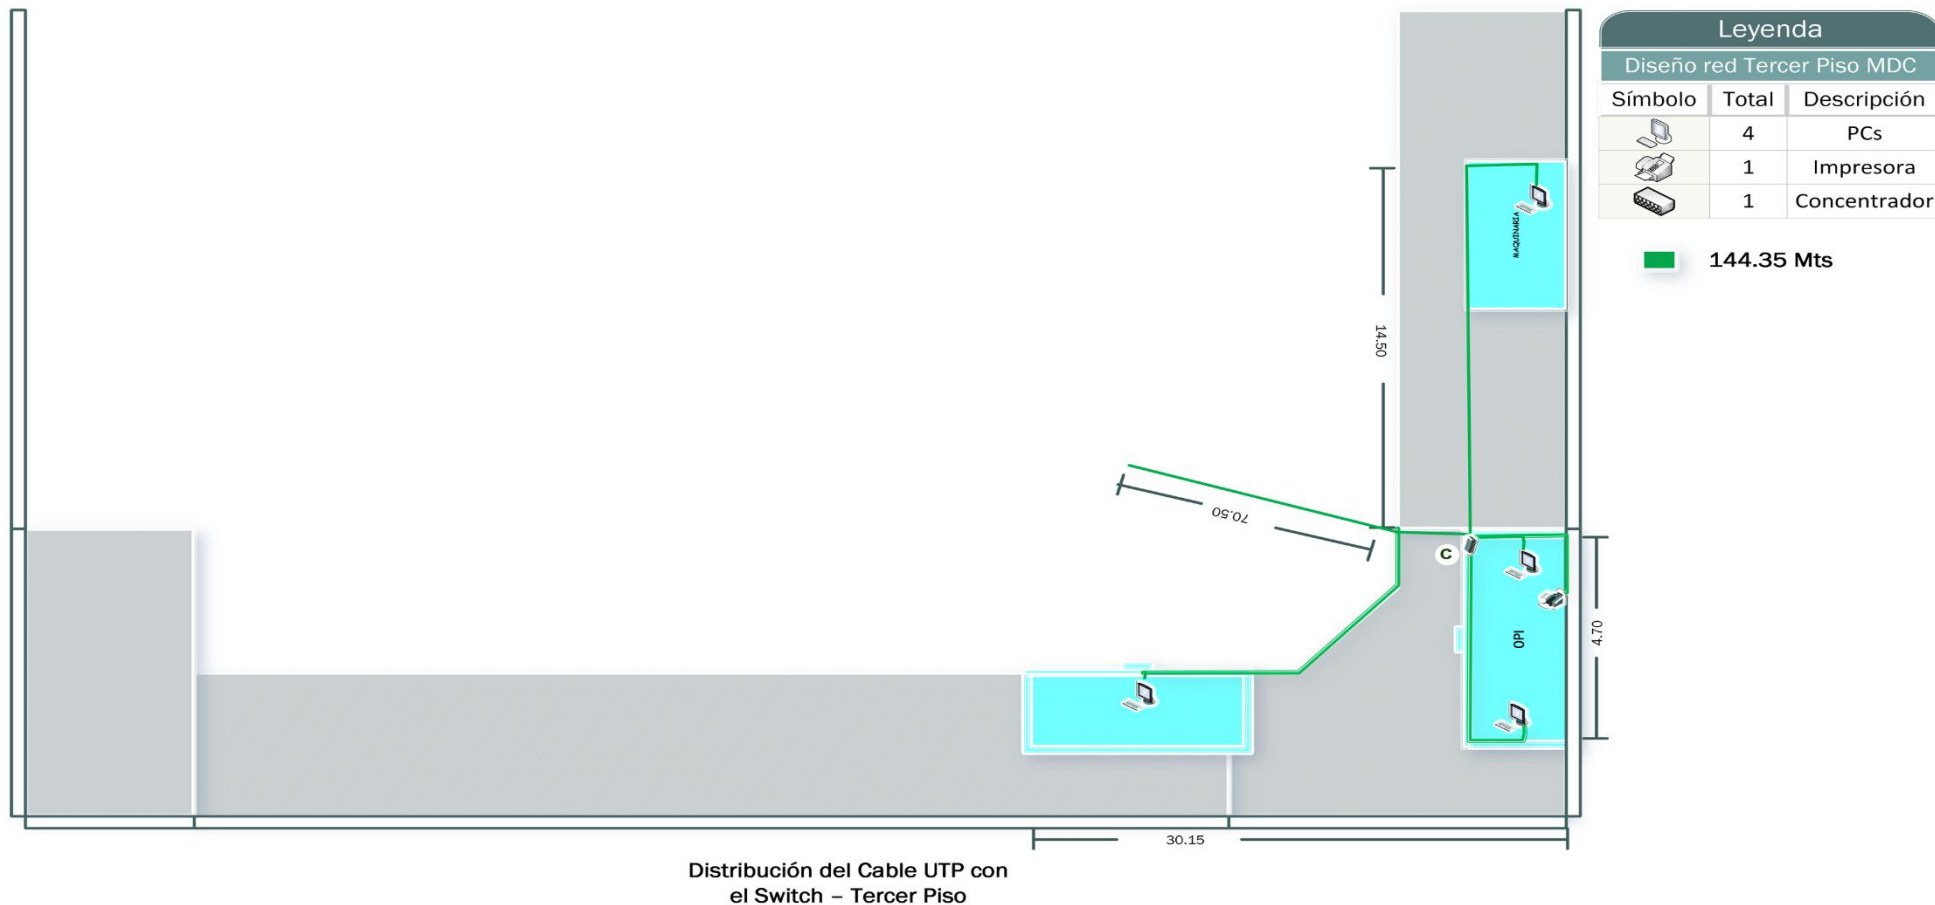 Leyenda
Diseño red Tercer Piso MDC
Símbolo Total Descripción
4 PCs
1 Impresora
1 Concentrador
144.35 Mts
MAQUINARIA
14.50
70.50
C
OPI
4.70
30.15
Distribución del Cable UTP con
el Switch – Tercer Piso